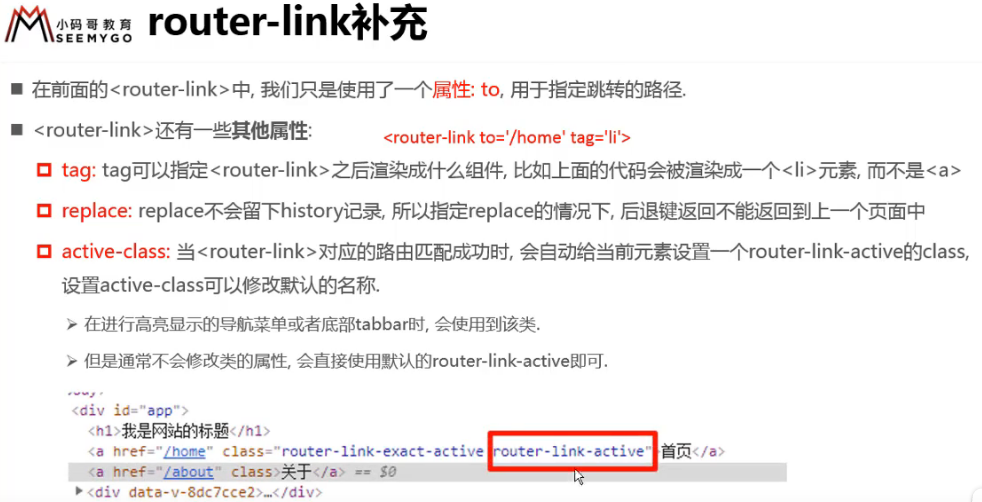 小码哥教育
SEEMYGO
router-link补充
在前面的<router-link>中, 我们只是使用了一个属性: to, 用于指定跳转的路径.
<router-link>还有一些其他属性:
<router-link to='/home' tag='li'>
tag: tag可以指定<router-link>之后渲染成什么组件, 比如上面的代码会被渲染成一个<li>元素, 而不是<a>
replace: replace不会留下history记录, 所以指定replace的情况下, 后退键返回不能返回到上一个页面中
active-class: 当<router-link>对应的路由匹配成功时, 会自动给当前元素设置一个router-link-active的class,
设置active-class可以修改默认的名称.
在进行高亮显示的导航菜单或者底部tabbar时, 会使用到该类.
但是通常不会修改类的属性, 会直接使用默认的router-link-active即可.
<div id="app">
<h1>我是网站的标题</h1>
<a href="/home" class="router-link-exact-active router-link-active">首页</a>
<a href="/about" class>关于</a> == $0
<div data-v-8dc7cce2>…</div>